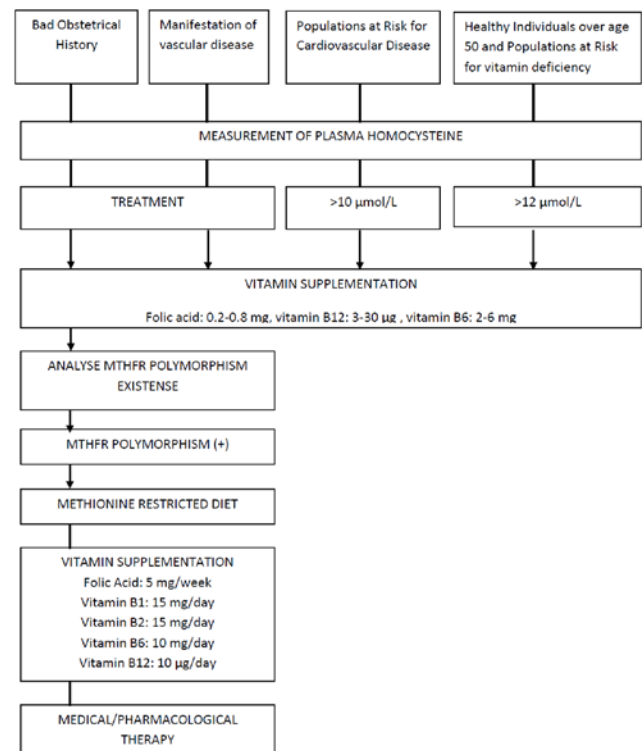 Bad Obstetrical
History
Manifestation of
vascular disease
Populations at Risk for
Cardiovascular Disease
Healthy Individuals over age
50 and Populations at Risk
for vitamin deficiency
MEASUREMENT OF PLASMA HOMOCYSTEINE
TREATMENT
>10 μmol/L
>12 μmol/L
VITAMIN SUPPLEMENTATION
Folic acid: 0.2-0.8 mg, vitamin B12: 3-30 μg , vitamin B6: 2-6 mg
ANALYSE MTHFR POLYMORPHISM
EXISTENSE
MTHFR POLYMORPHISM (+)
METHIONINE RESTRICTED DIET
VITAMIN SUPPLEMENTATION
Folic Acid: 5 mg/week
Vitamin B1: 15 mg/day
Vitamin B2: 15 mg/day
Vitamin B6: 10 mg/day
Vitamin B12: 10 μg/day
MEDICAL/PHARMACOLOGICAL
THERAPY